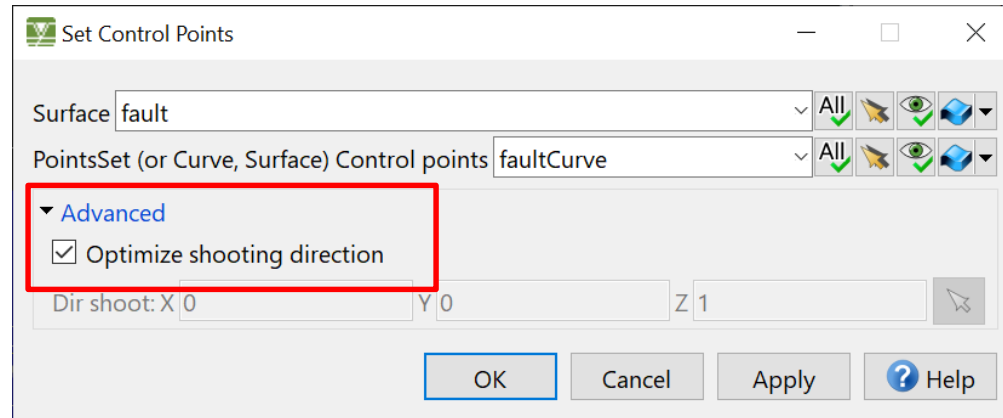 Set Control Points
Surface fault All
PointsSet (or Curve, Surface) Control points faultCurve All
Advanced
Optimize shooting direction
Dir shoot: X 0 Y 0 Z 1
OK Cancel Apply ? Help